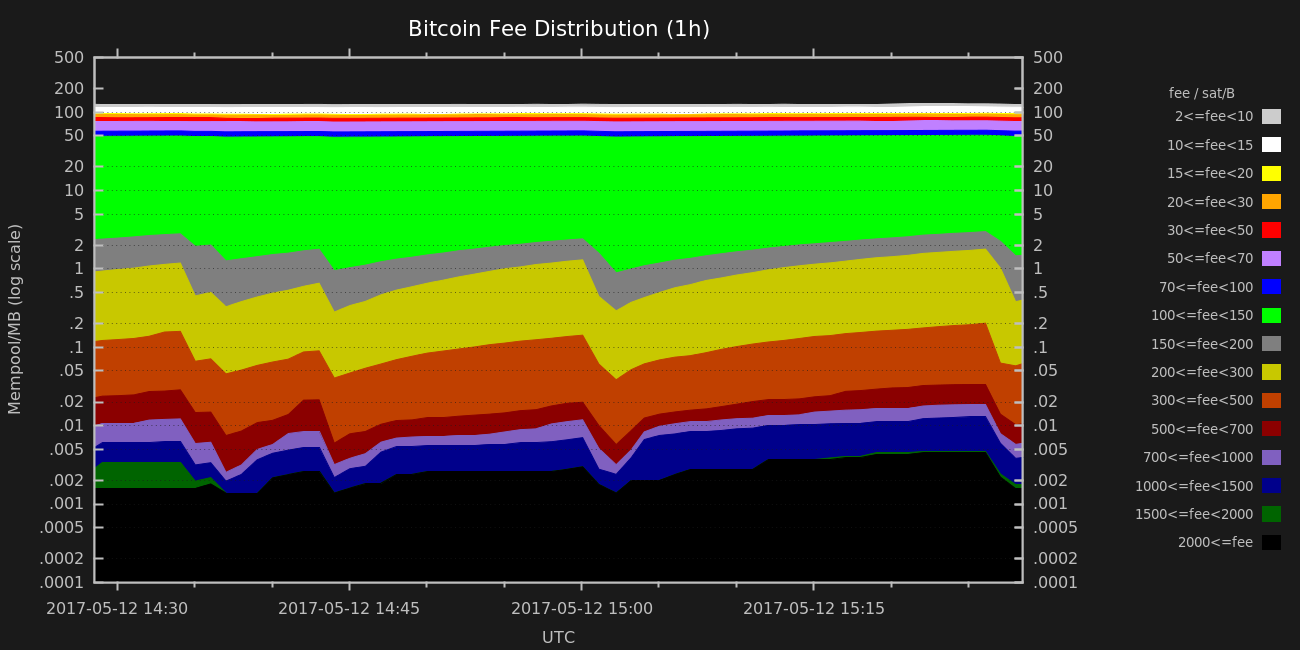 Bitcoin Fee Distribution (1h)
Mempool/MB (log scale)
500
200
100
50
20
10
5
2
1
.5
.2
.1
.05
.02
.01
.005
.002
.001
.0005
.0002
.0001
500
200
100
50
20
10
5
2
1
.5
.2
.1
.05
.02
.01
.005
.002
.001
.0005
.0002
.0001
2017-05-12 14:30 2017-05-12 14:45 2017-05-12 15:00 2017-05-12 15:15
UTC
fee / sat/B
2<=fee<10
10<=fee<15
15<=fee<20
20<=fee<30
30<=fee<50
50<=fee<70
70<=fee<100
100<=fee<150
150<=fee<200
200<=fee<300
300<=fee<500
500<=fee<700
700<=fee<1000
1000<=fee<1500
1500<=fee<2000
2000<=fee